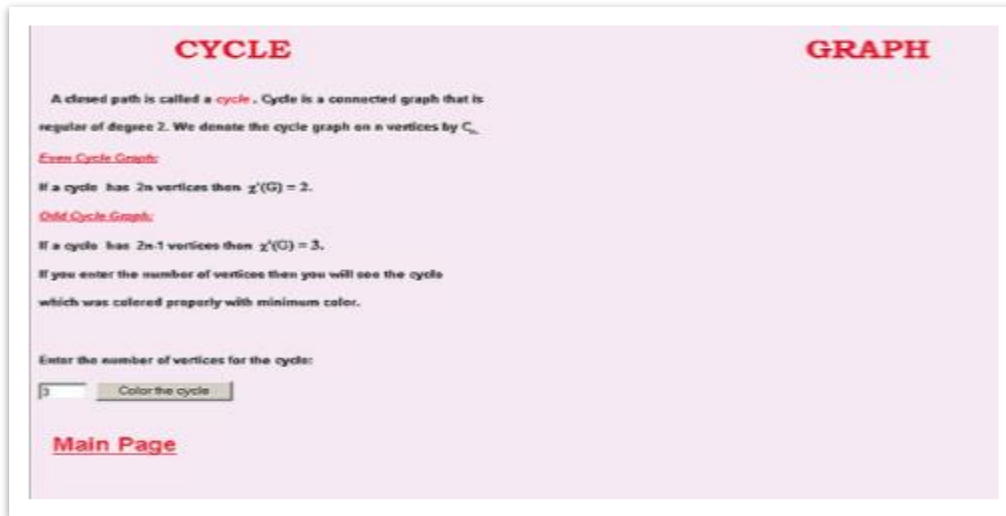 CYCLE GRAPH
A closed path is called a cycle . Cycle is a connected graph that is
regular of degree 2. We denote the cycle graph on n vertices by Cₙ
Even Cycle Graph:
If a cycle has 2n vertices then χ'(G) = 2.
Odd Cycle Graph:
If a cycle has 2n-1 vertices then χ'(G) = 3.
If you enter the number of vertices then you will see the cycle
which was colored properly with minimum color.
Enter the number of vertices for the cycle:
3 Color the cycle
Main Page